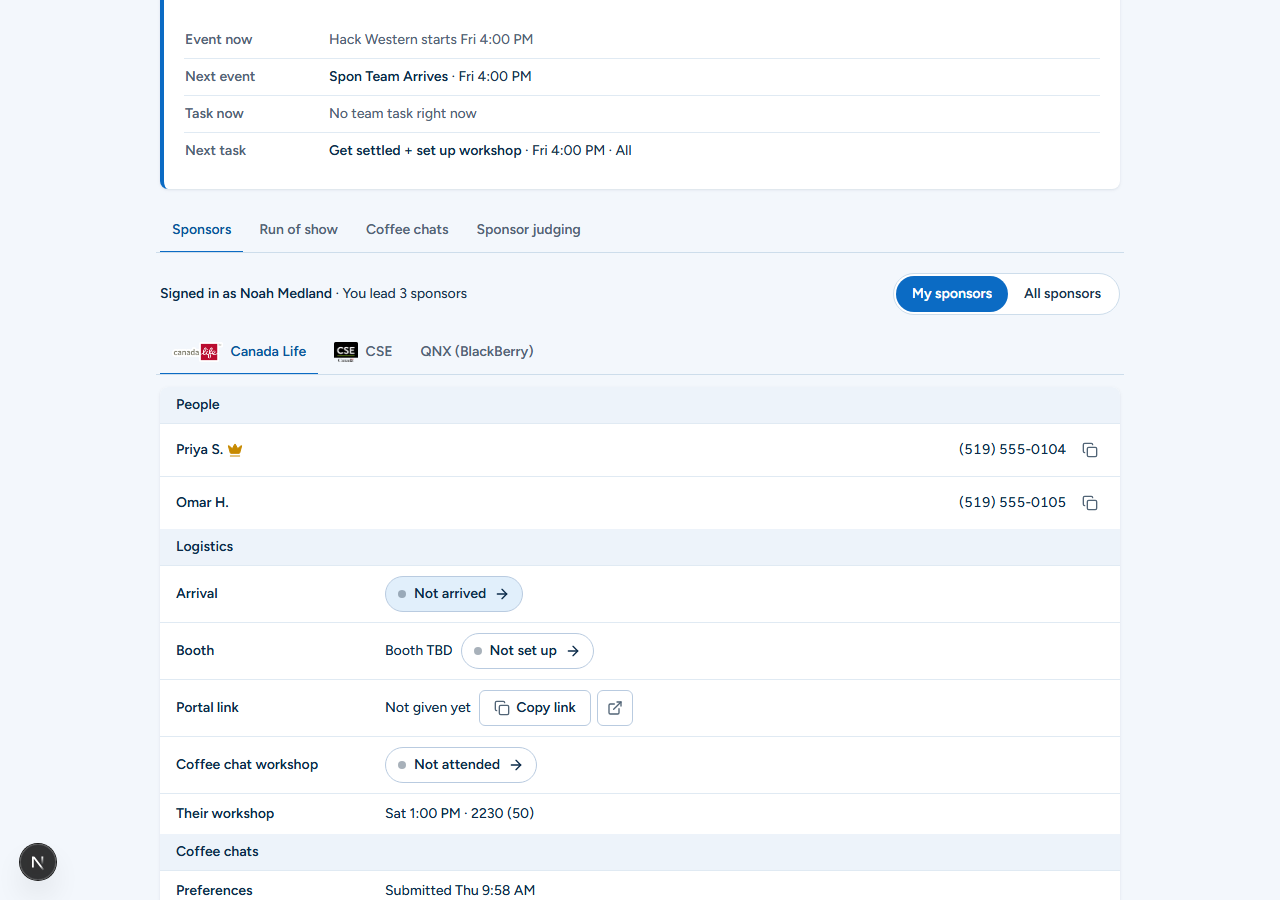 Event now Hack Western starts Fri 4:00 PM
Next event Spon Team Arrives · Fri 4:00 PM
Task now No team task right now
Next task Get settled + set up workshop · Fri 4:00 PM · All
Sponsors Run of show Coffee chats Sponsor judging
Signed in as Noah Medland · You lead 3 sponsors My sponsors All sponsors
canada life Canada Life CSE CSE QNX (BlackBerry)
People
Priya S. (519) 555-0104
Omar H. (519) 555-0105
Logistics
Arrival Not arrived →
Booth Booth TBD Not set up →
Portal link Not given yet Copy link
Coffee chat workshop Not attended →
Their workshop Sat 1:00 PM · 2230 (50)
Coffee chats
N
Preferences Submitted Thu 9:58 AM